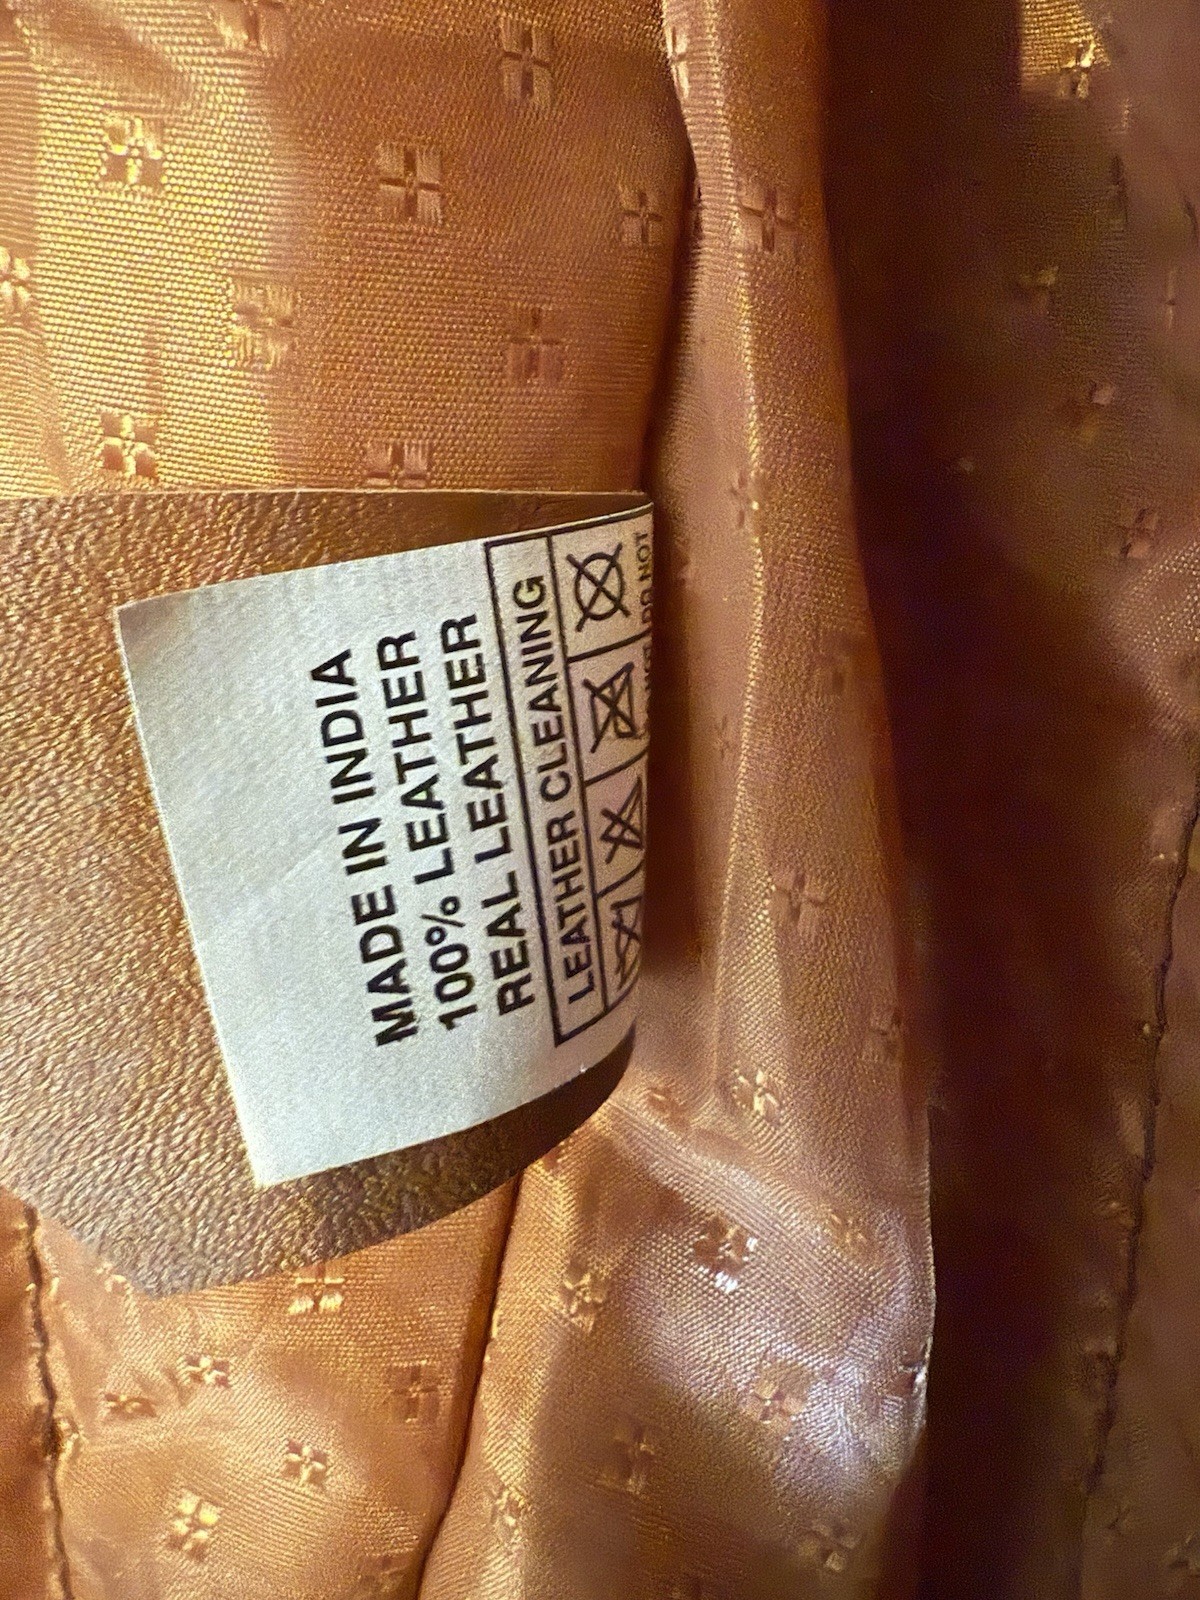 MADE IN INDIA
100% LEATHER
REAL LEATHER
LEATHER CLEANING
DO NOT